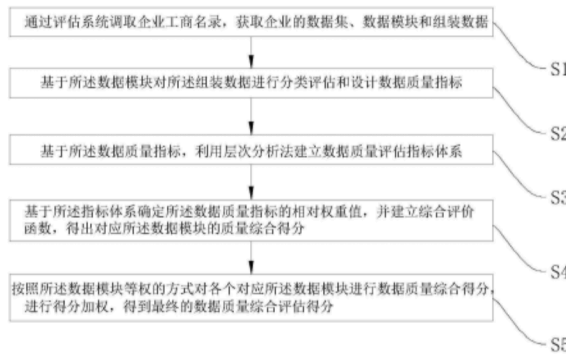 通过评估系统调取企业工商名录，获取企业的数据集、数据模块和组装数据
S1
基于所述数据模块对所述组装数据进行分类评估和设计数据质量指标
S2
基于所述数据质量指标，利用层次分析法建立数据质量评估指标体系
S3
基于所述指标体系确定所述数据质量指标的相对权重值，并建立综合评价
函数，得出对应所述数据模块的质量综合得分
S4
按照所述数据模块等权的方式对各个对应所述数据模块进行数据质量综合得分，
进行得分加权，得到最终的数据质量综合评估得分
S5